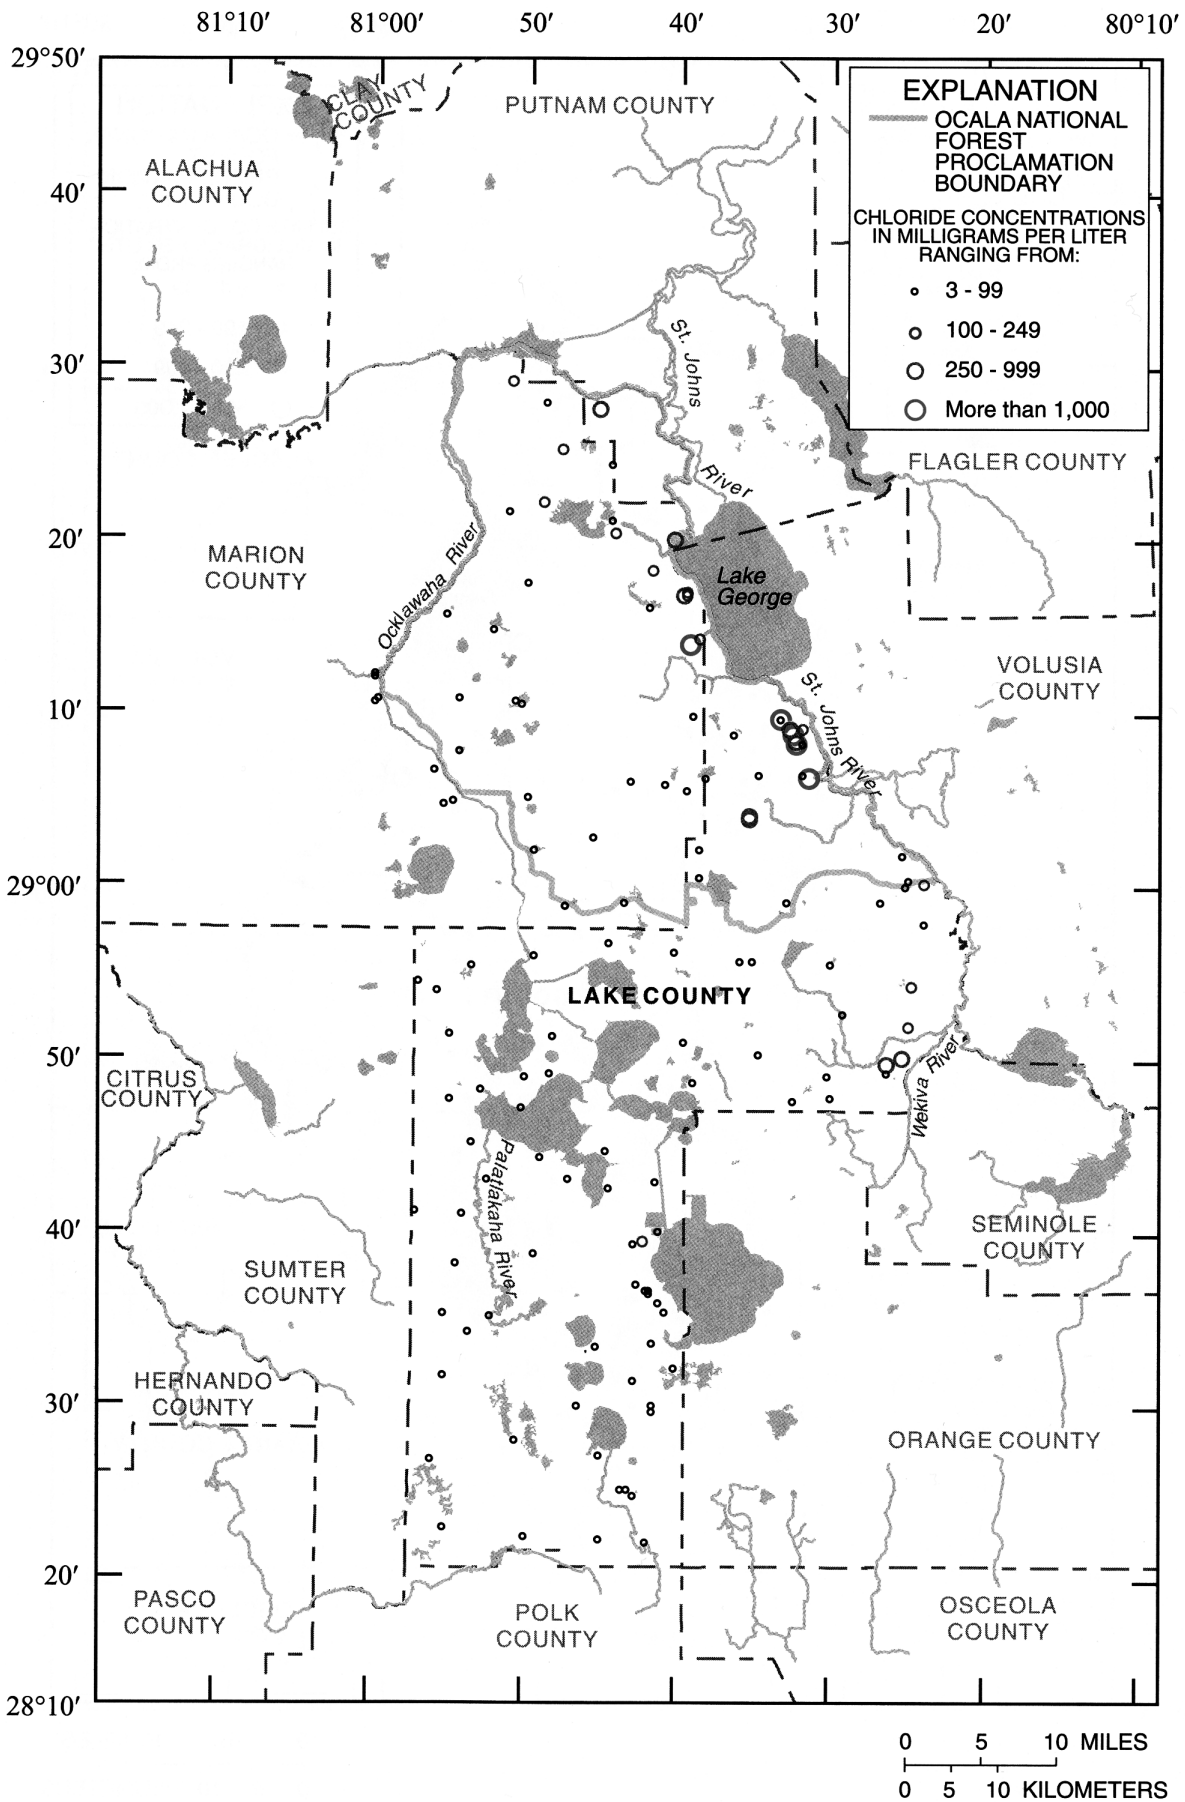 81°10′ 81°00′ 50′ 40′ 30′ 20′ 80°10′
29°50′
40′
30′
20′
10′
29°00′
50′
40′
30′
20′
28°10′
EXPLANATION
OCALA NATIONAL
FOREST
PROCLAMATION
BOUNDARY
CHLORIDE CONCENTRATIONS
IN MILLIGRAMS PER LITER
RANGING FROM:
3 - 99
100 - 249
250 - 999
More than 1,000
CLAY
COUNTY
PUTNAM COUNTY
ALACHUA
COUNTY
St. Johns
River
FLAGLER COUNTY
MARION
COUNTY
Ocklawaha River
Lake
George
VOLUSIA
COUNTY
St. Johns River
LAKE COUNTY
CITRUS
COUNTY
Wekiva River
Palatlakaha River
SEMINOLE
COUNTY
SUMTER
COUNTY
HERNANDO
COUNTY
ORANGE COUNTY
PASCO
COUNTY
POLK
COUNTY
OSCEOLA
COUNTY
0 5 10 MILES
0 5 10 KILOMETERS